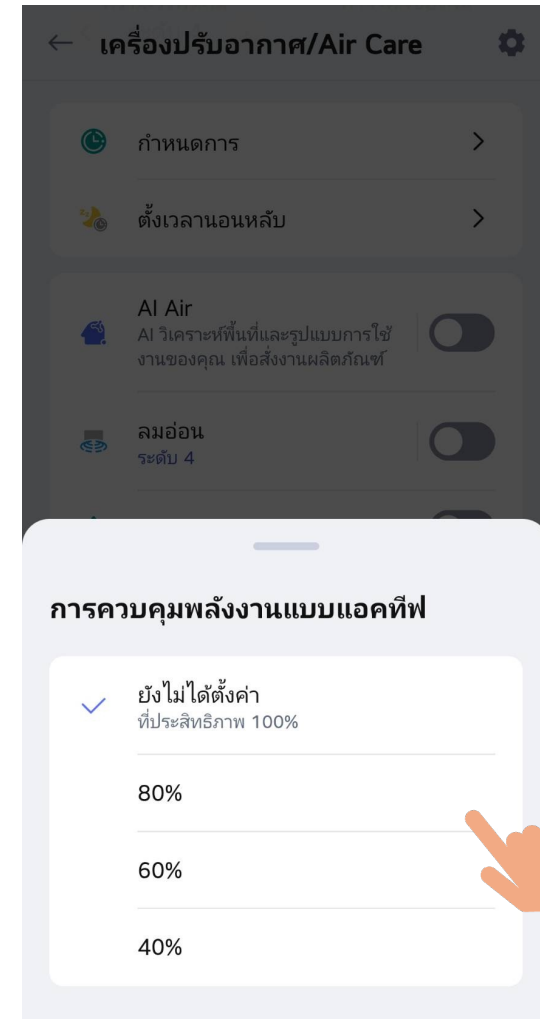 เครื่องปรับอากาศ/Air Care
กำหนดการ
ตั้งเวลานอนหลับ
AI Air
AI วิเคราะห์พื้นที่และรูปแบบการใช้
งานของคุณ เพื่อสั่งงานผลิตภัณฑ์
ลมอ่อน
ระดับ 4
การควบคุมพลังงานแบบแอคทีฟ
ยังไม่ได้ตั้งค่า
ที่ประสิทธิภาพ 100%
80%
60%
40%